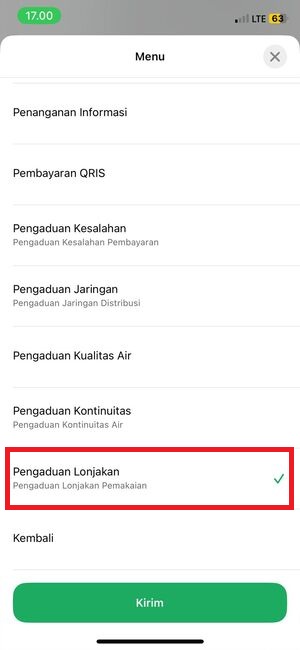 17.00
LTE 63
Menu
Penanganan Informasi
Pembayaran QRIS
Pengaduan Kesalahan
Pengaduan Kesalahan Pembayaran
Pengaduan Jaringan
Pengaduan Jaringan Distribusi
Pengaduan Kualitas Air
Pengaduan Kontinuitas
Pengaduan Kontinuitas Air
Pengaduan Lonjakan
Pengaduan Lonjakan Pemakaian
Kembali
Kirim